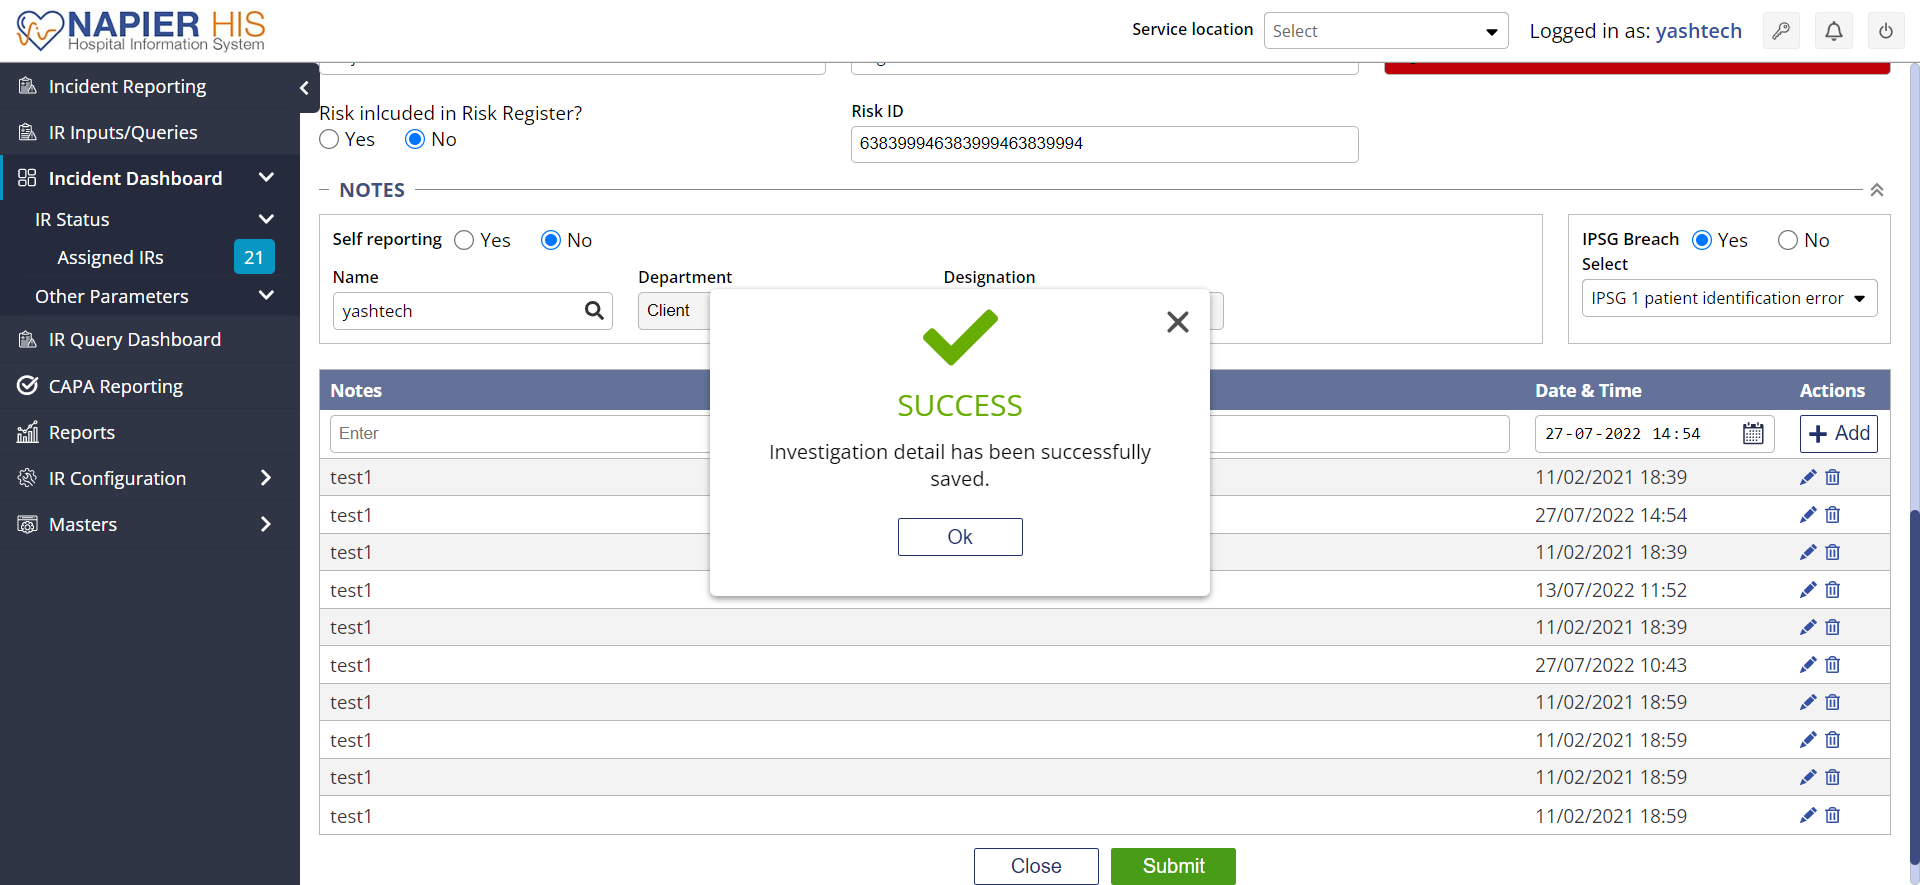 NAPIER HIS
Hospital Information System
Service location
Select
Logged in as: yashtech
Incident Reporting
IR Inputs/Queries
Incident Dashboard
IR Status
Assigned IRs 21
Other Parameters
IR Query Dashboard
CAPA Reporting
Reports
IR Configuration
Masters
Risk inlcuded in Risk Register?
Yes No
Risk ID
638399946383999463839994
NOTES
Self reporting Yes No
Name Department Designation
yashtech Client
IPSG Breach Yes No
Select
IPSG 1 patient identification error
SUCCESS
Investigation detail has been successfully
saved.
Ok
Notes Date & Time Actions
Enter 27-07-2022 14:54 Add
test1 11/02/2021 18:39
test1 27/07/2022 14:54
test1 11/02/2021 18:39
test1 13/07/2022 11:52
test1 11/02/2021 18:39
test1 27/07/2022 10:43
test1 11/02/2021 18:59
test1 11/02/2021 18:59
test1 11/02/2021 18:59
test1 11/02/2021 18:59
Close Submit